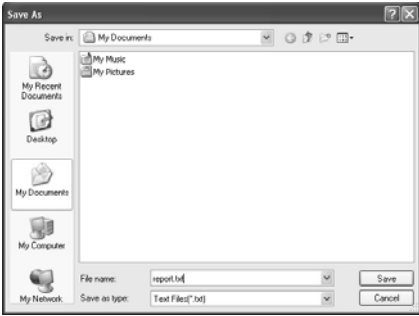 Save As
Save in:
My Documents
My Music
My Pictures
My Recent
Documents
Desktop
My Documents
My Computer
My Network
File name:
report.txt
Save
Save as type:
Text Files(*.txt)
Cancel